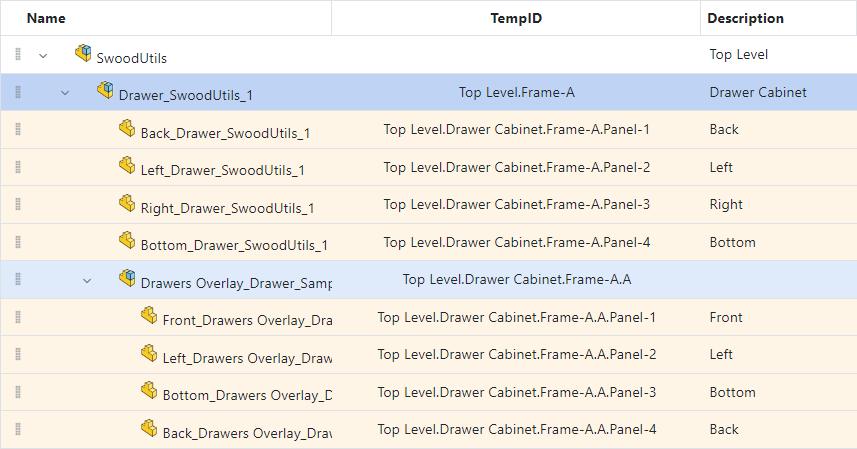 Name TempID Description
SwoodUtils Top Level
Drawer_SwoodUtils_1 Top Level.Frame-A Drawer Cabinet
Back_Drawer_SwoodUtils_1 Top Level.Drawer Cabinet.Frame-A.Panel-1 Back
Left_Drawer_SwoodUtils_1 Top Level.Drawer Cabinet.Frame-A.Panel-2 Left
Right_Drawer_SwoodUtils_1 Top Level.Drawer Cabinet.Frame-A.Panel-3 Right
Bottom_Drawer_SwoodUtils_1 Top Level.Drawer Cabinet.Frame-A.Panel-4 Bottom
Drawers Overlay_Drawer_Samp Top Level.Drawer Cabinet.Frame-A.A
Front_Drawers Overlay_Dra Top Level.Drawer Cabinet.Frame-A.A.Panel-1 Front
Left_Drawers Overlay_Draw Top Level.Drawer Cabinet.Frame-A.A.Panel-2 Left
Bottom_Drawers Overlay_D Top Level.Drawer Cabinet.Frame-A.A.Panel-3 Bottom
Back_Drawers Overlay_Draw Top Level.Drawer Cabinet.Frame-A.A.Panel-4 Back